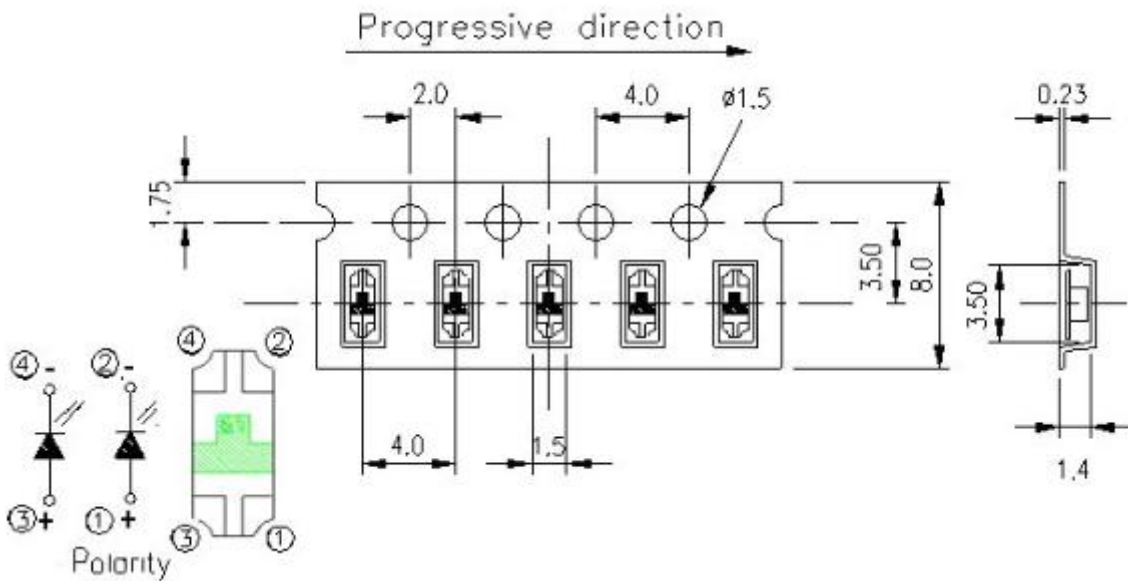 Progressive direction
2.0
4.0
ø1.5
0.23
1.75
3.50
8.0
3.50
4.0
1.5
1.4
④ ②
④ - ② -
③ + ① +
③ ①
Polarity